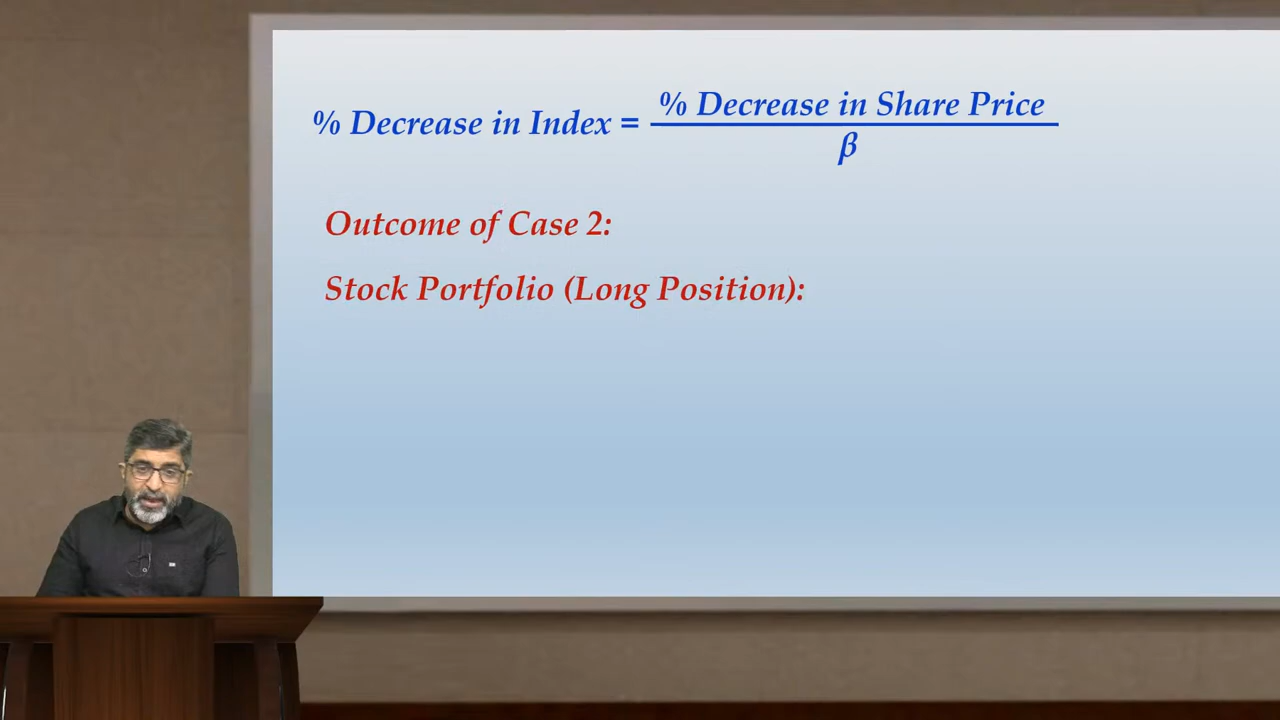 % Decrease in Index = % Decrease in Share Price / β
Outcome of Case 2:
Stock Portfolio (Long Position):